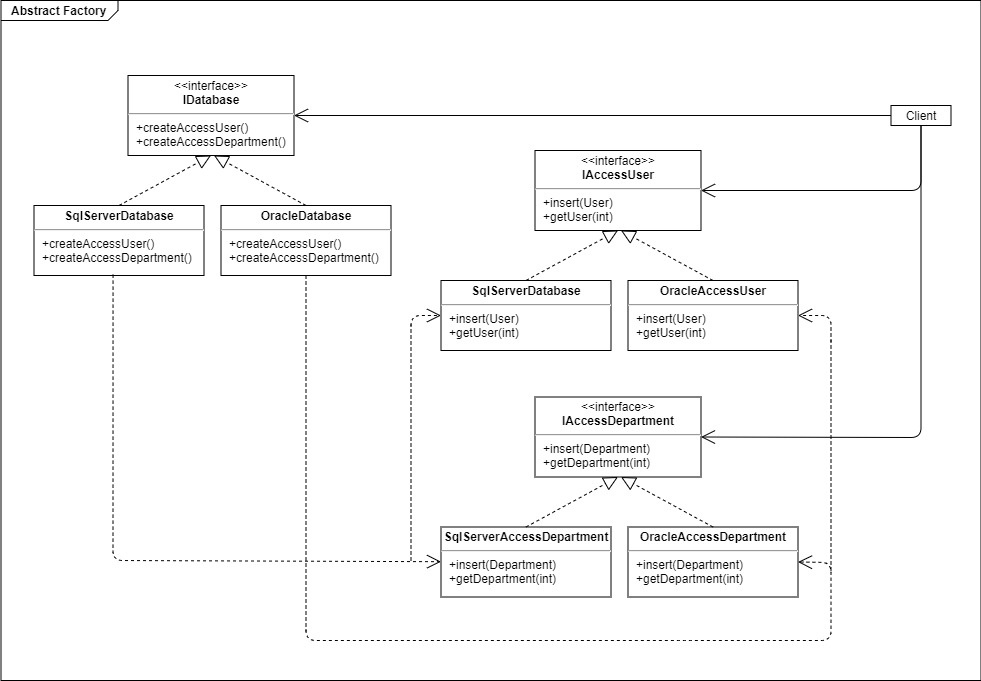 Abstract Factory
<<interface>>
IDatabase
+createAccessUser()
+createAccessDepartment()
Client
<<interface>>
IAccessUser
+insert(User)
+getUser(int)
SqlServerDatabase
+createAccessUser()
+createAccessDepartment()
OracleDatabase
+createAccessUser()
+createAccessDepartment()
SqlServerDatabase
+insert(User)
+getUser(int)
OracleAccessUser
+insert(User)
+getUser(int)
<<interface>>
IAccessDepartment
+insert(Department)
+getDepartment(int)
SqlServerAccessDepartment
+insert(Department)
+getDepartment(int)
OracleAccessDepartment
+insert(Department)
+getDepartment(int)